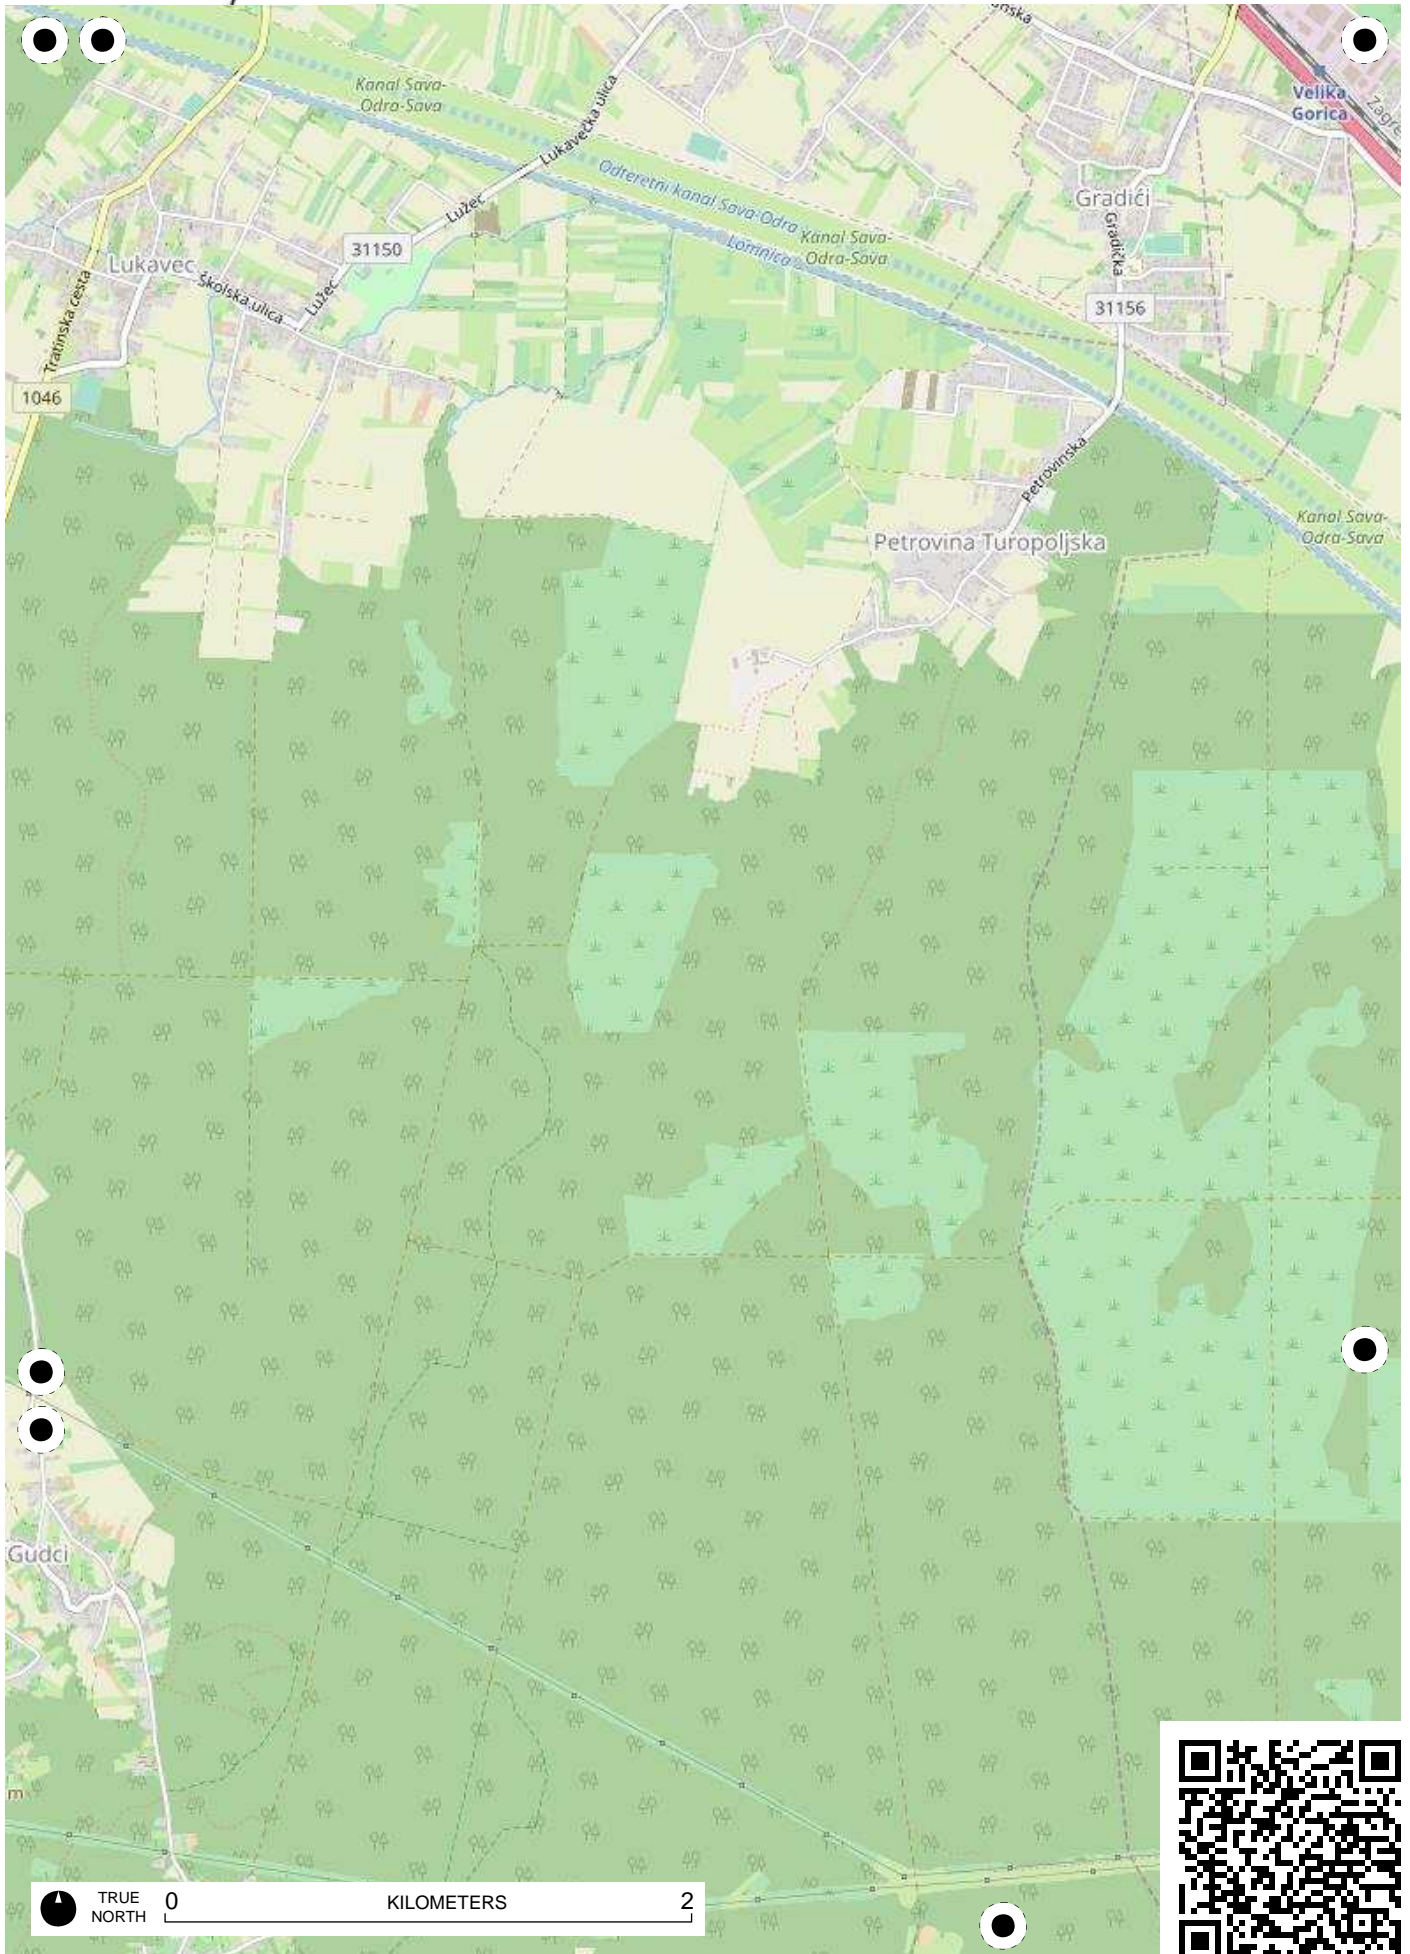 Kanal Sava-
Odra-Sava
Lukavečka ulica
Velika
Gorica
Odteretni kanal Sava-Odra
Gradići
Lužec
Lomnica
Kanal Sava-
Odra-Sava
Gradička
31150
Lukavec
Školska ulica
Lužec
31156
Tratinska cesta
1046
Petrovinska
Petrovina Turopoljska
Kanal Sava-
Odra-Sava
Gudci
m
TRUE
NORTH
0 KILOMETERS 2